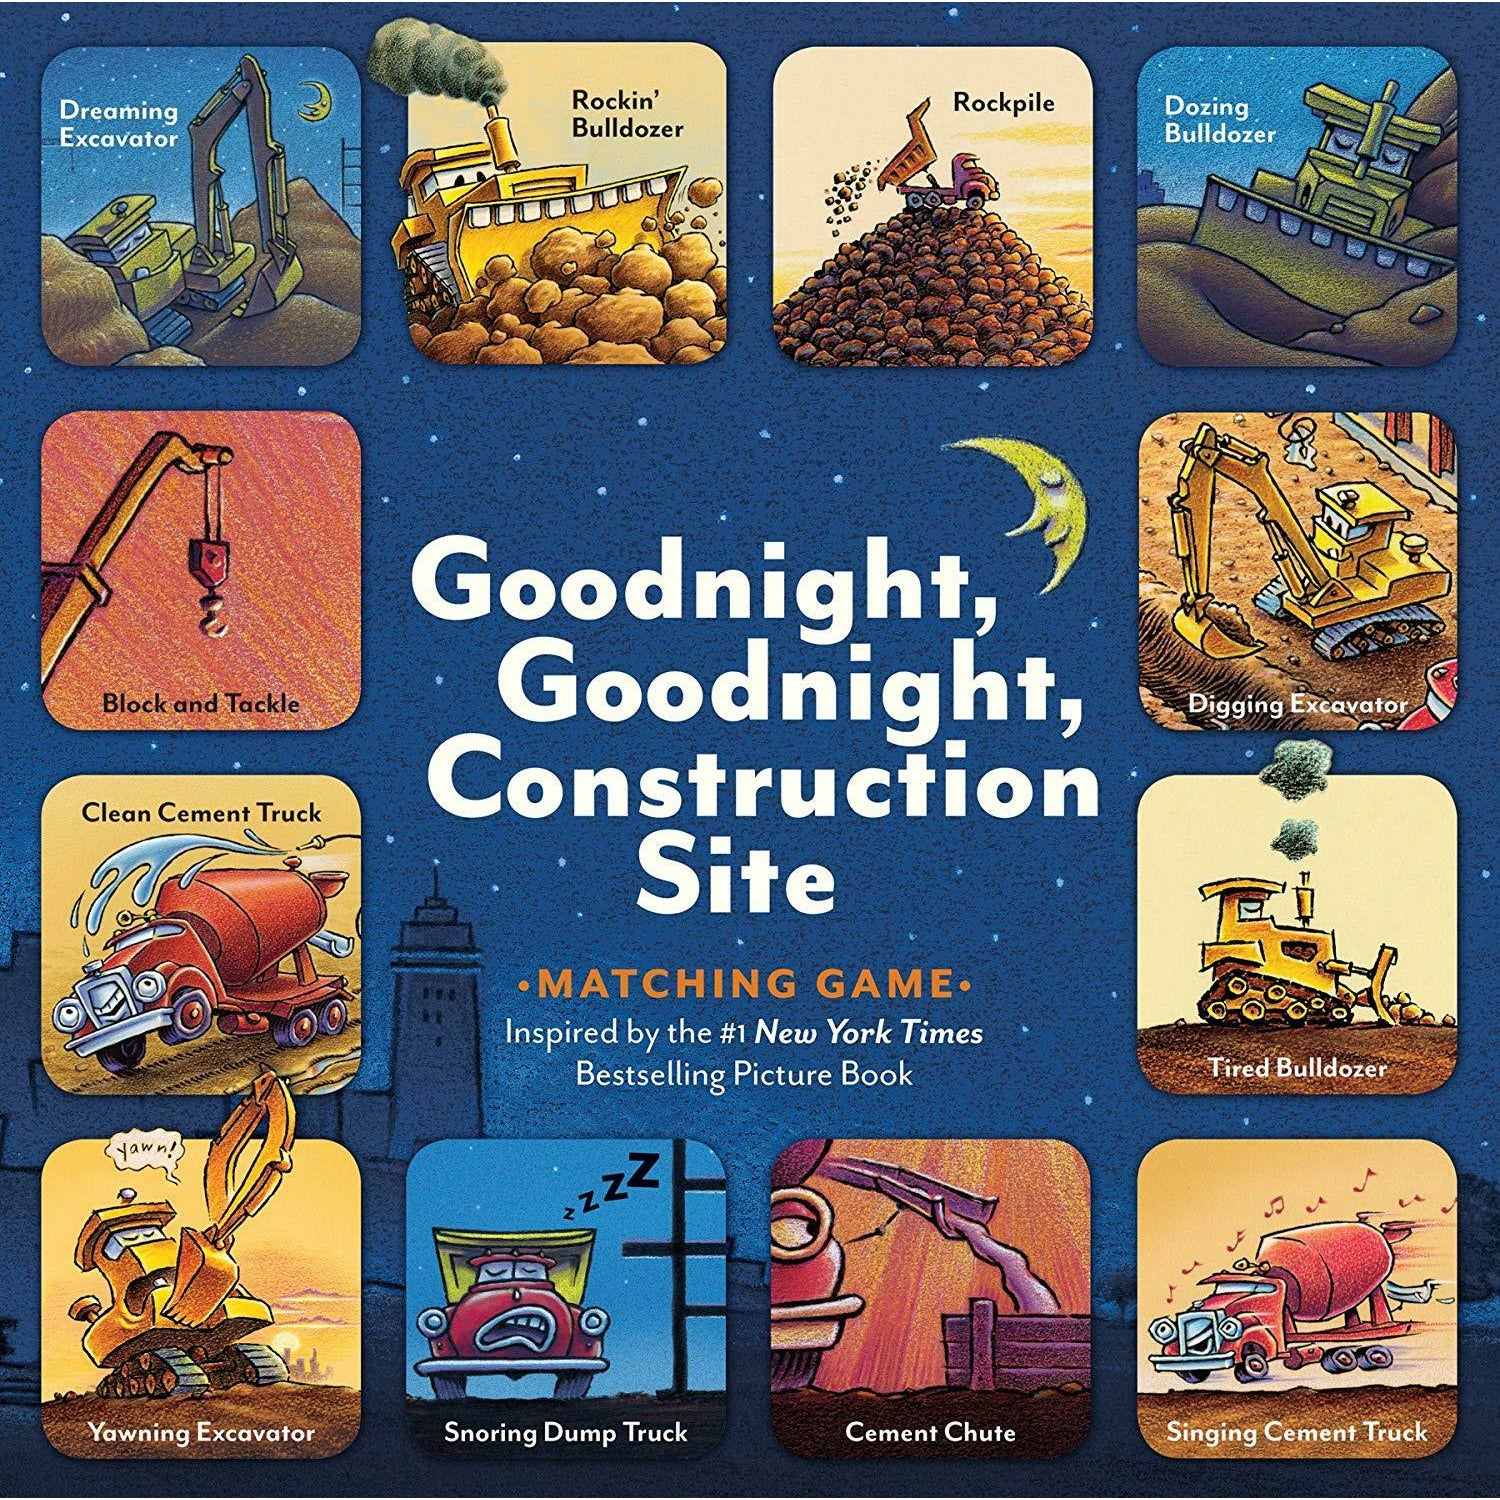 Dreaming
Excavator
Rockin'
Bulldozer
Rockpile
Dozing
Bulldozer
Block and Tackle
Goodnight,
Goodnight,
Construction
Site
•MATCHING GAME•
Inspired by the #1 New York Times
Bestselling Picture Book
Digging Excavator
Clean Cement Truck
Tired Bulldozer
yawn!
Yawning Excavator
z z z Z Z
Snoring Dump Truck
Cement Chute
Singing Cement Truck